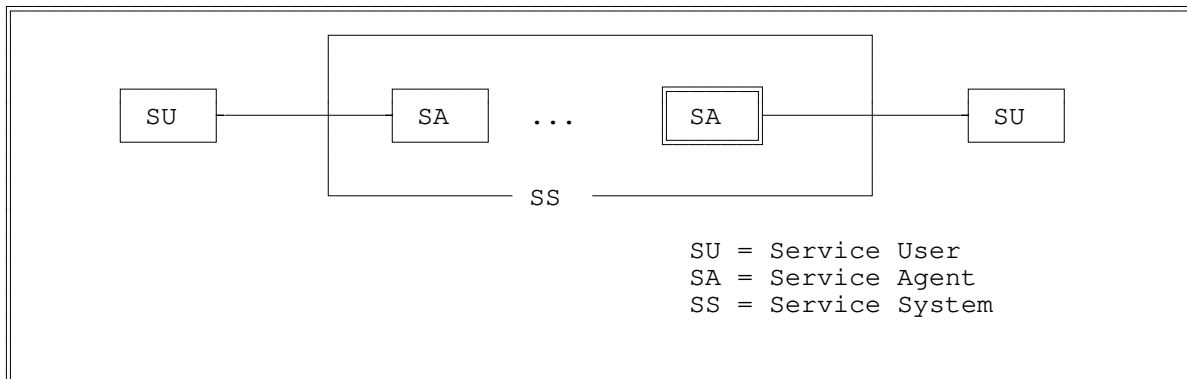 SU SA ... SA SU
SS
SU = Service User
SA = Service Agent
SS = Service System